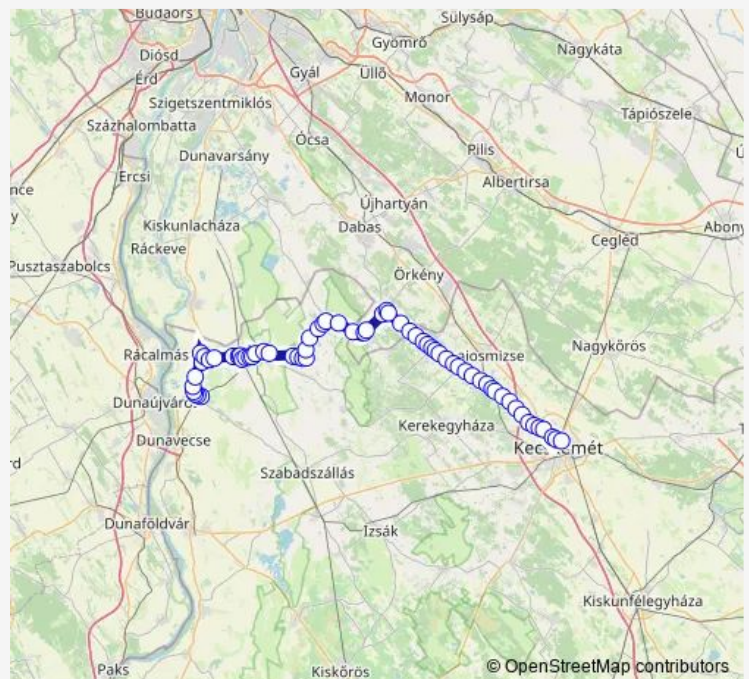 Budaörs
Sülysáp
Diósd
Gyömrő
Nagykáta
Érd
Gyál
Üllő
Szigetszentmiklós
Monor
Tápiószele
Százhalombatta
Ócsa
Dunavarsány
Pilis
Ercsi
Albertirsa
Újhartyán
Kiskunlacháza
Dabas
Abony
Cegléd
Ráckeve
Pusztaszabolcs
Örkény
Rácalmás
ajosmizse
Nagykőrös
Dunaújváros
Kerekegyháza
Dunavecse
Kecskemét
Szabadszállás
Dunaföldvár
Izsák
Kiskunfélegyháza
Paks
Kiskőrös
© OpenStreetMap contributors